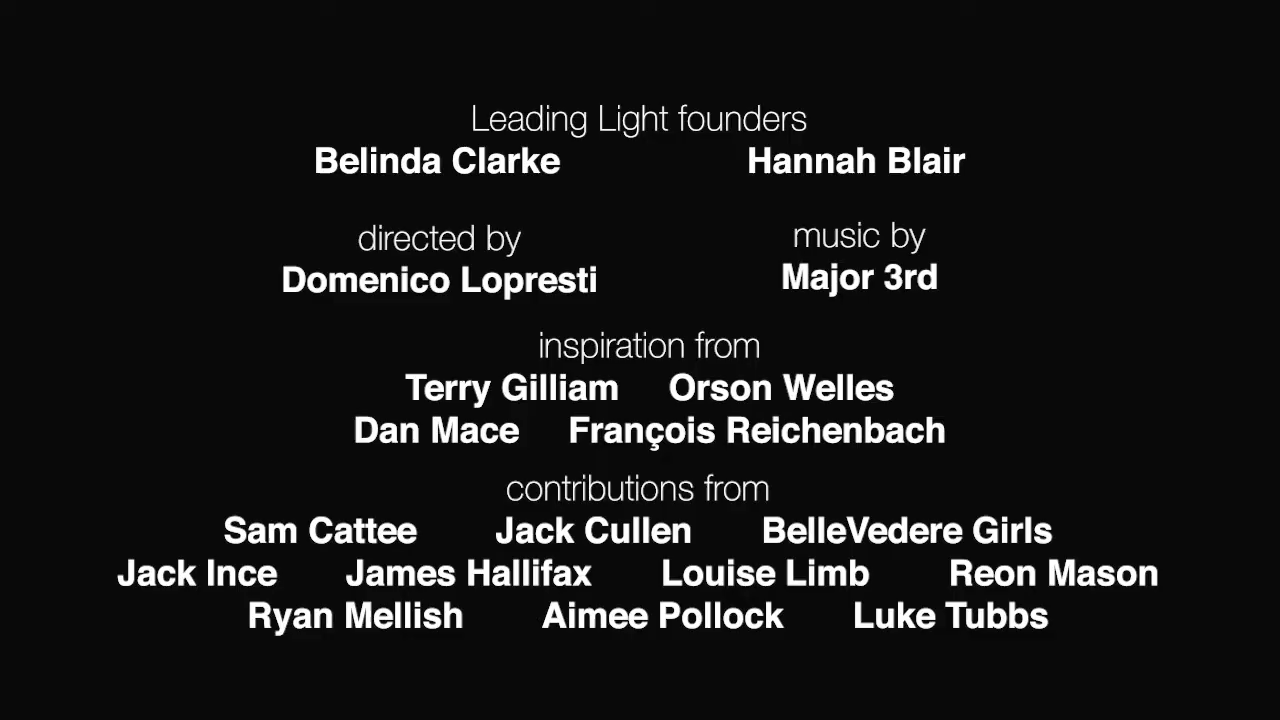 Leading Light founders
Belinda Clarke Hannah Blair
directed by music by
Domenico Lopresti Major 3rd
inspiration from
Terry Gilliam Orson Welles
Dan Mace François Reichenbach
contributions from
Sam Cattee Jack Cullen BelleVedere Girls
Jack Ince James Hallifax Louise Limb Reon Mason
Ryan Mellish Aimee Pollock Luke Tubbs